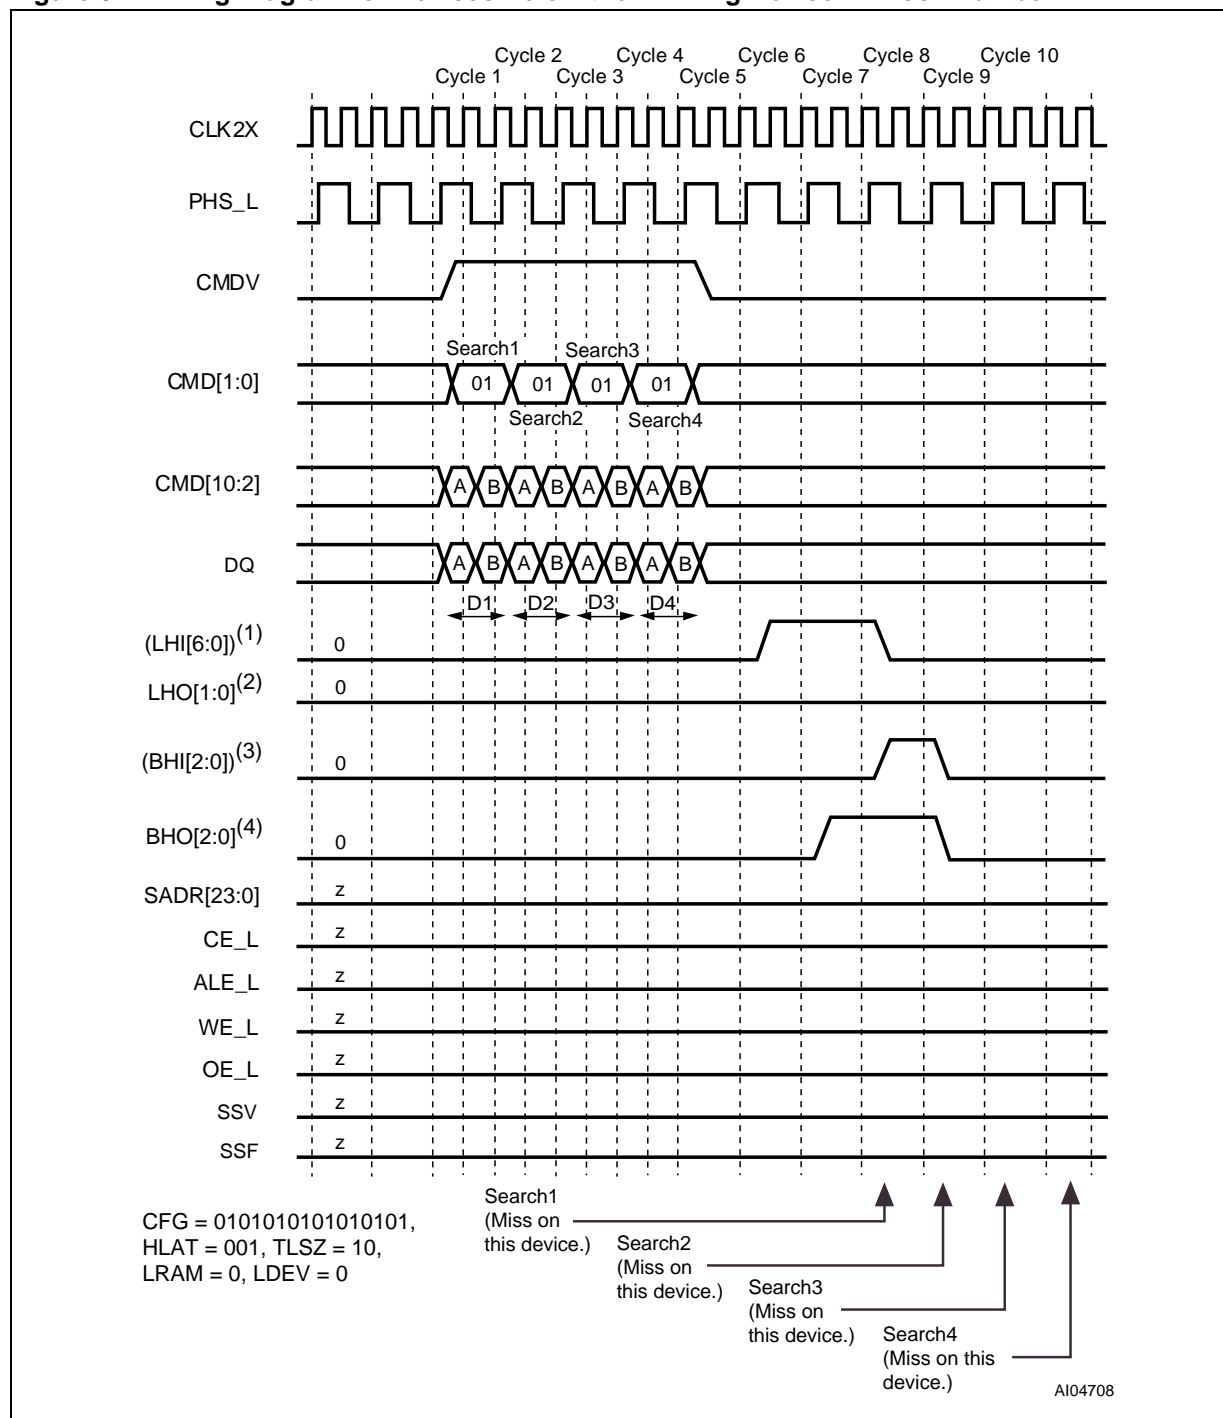 Cycle 2 Cycle 4 Cycle 6 Cycle 8 Cycle 10
Cycle 1 Cycle 3 Cycle 5 Cycle 7 Cycle 9
CLK2X
PHS_L
CMDV
Search1 Search3
CMD[1:0] 01 01 01 01
Search2 Search4
CMD[10:2] A B A B A B A B
DQ A B A B A B A B
D1 D2 D3 D4
(LHI[6:0])(1) 0
LHO[1:0](2) 0
(BHI[2:0])(3) 0
BHO[2:0](4) 0
SADR[23:0] z
CE_L z
ALE_L z
WE_L z
OE_L z
SSV z
SSF z
CFG = 0101010101010101,
HLAT = 001, TLSZ = 10,
LRAM = 0, LDEV = 0
Search1
(Miss on
this device.)
Search2
(Miss on
this device.)
Search3
(Miss on
this device.)
Search4
(Miss on this
device.)
AI04708